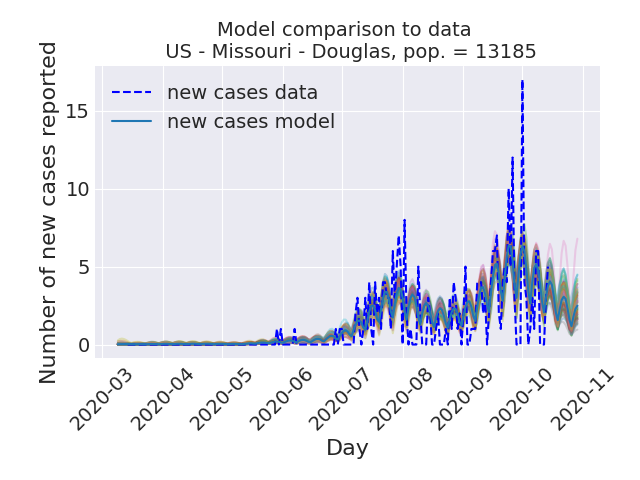 Model comparison to data
US - Missouri - Douglas, pop. = 13185
new cases data
new cases model
Number of new cases reported
15
10
5
0
2020-03
2020-04
2020-05
2020-06
2020-07
2020-08
2020-09
2020-10
2020-11
Day